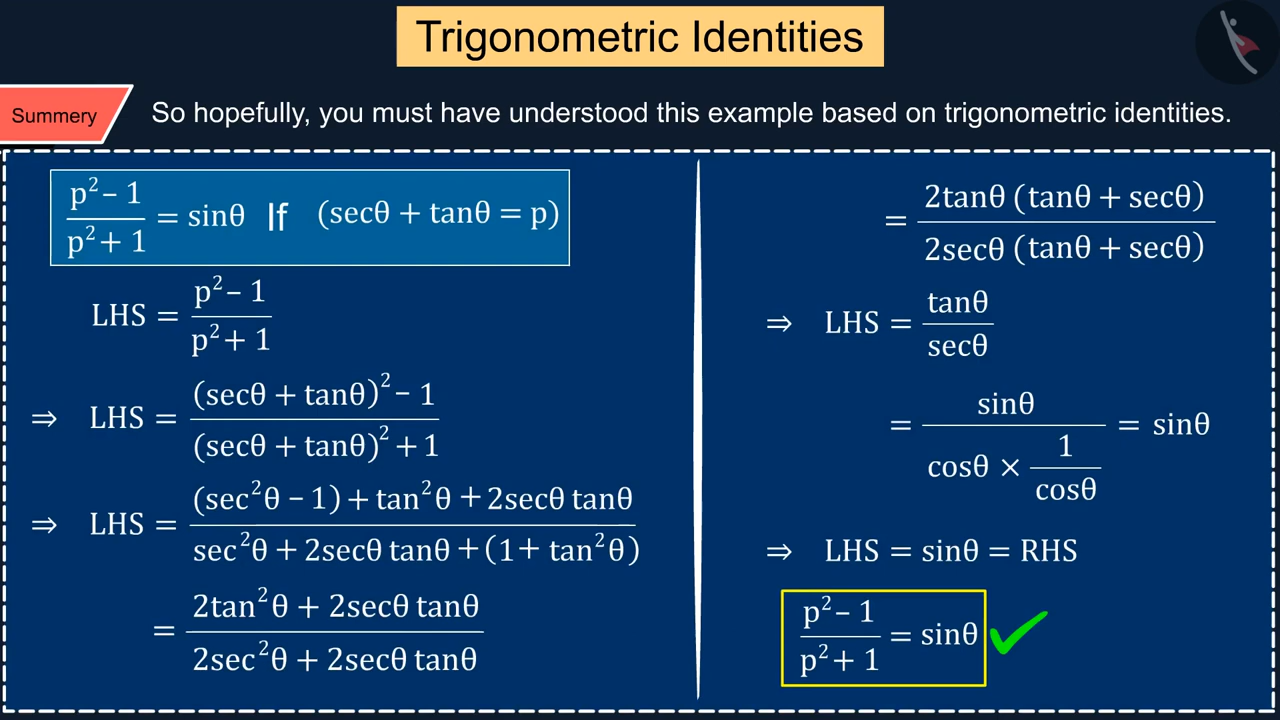 Trigonometric Identities
Summery
So hopefully, you must have understood this example based on trigonometric identities.
(p² – 1)/(p² + 1) = sinθ If (secθ + tanθ = p)
LHS = (p² – 1)/(p² + 1)
⇒ LHS = ((secθ + tanθ)² – 1)/((secθ + tanθ)² + 1)
⇒ LHS = ((sec²θ – 1) + tan²θ + 2secθ tanθ)/(sec²θ + 2secθ tanθ + (1 + tan²θ))
= (2tan²θ + 2secθ tanθ)/(2sec²θ + 2secθ tanθ)
= (2tanθ (tanθ + secθ))/(2secθ (tanθ + secθ))
⇒ LHS = tanθ/secθ
= sinθ/(cosθ × 1/cosθ) = sinθ
⇒ LHS = sinθ = RHS
(p² – 1)/(p² + 1) = sinθ